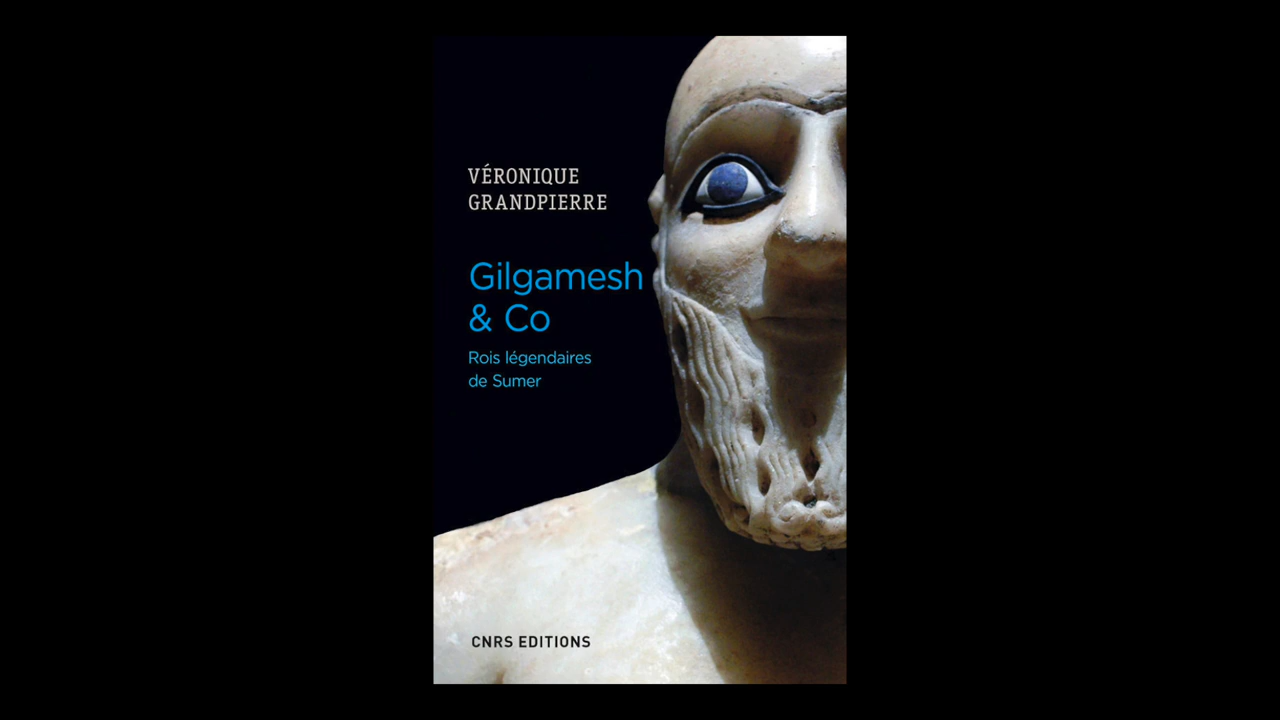 VÉRONIQUE
GRANDPIERRE
Gilgamesh
& Co
Rois légendaires
de Sumer
CNRS EDITIONS